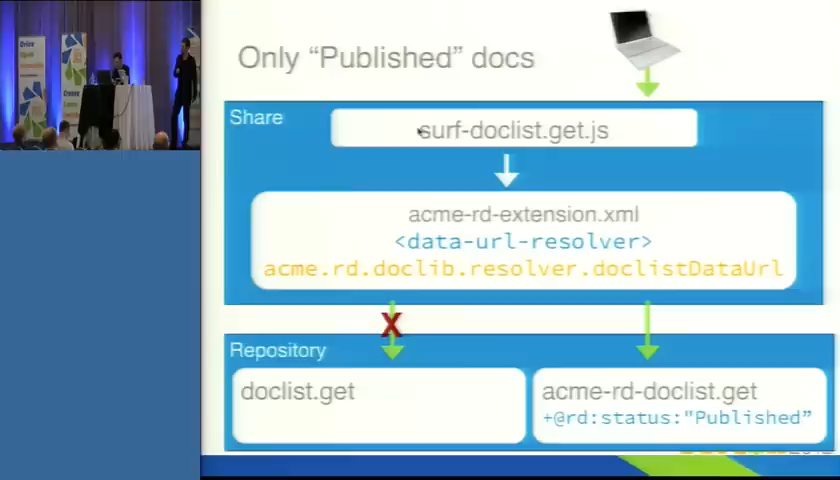 Only “Published” docs
Share
surf-doclist.get.js
acme-rd-extension.xml
<data-url-resolver>
acme.rd.doclib.resolver.doclistDataUrl
X
Repository
doclist.get
acme-rd-doclist.get
+@rd:status:"Published”